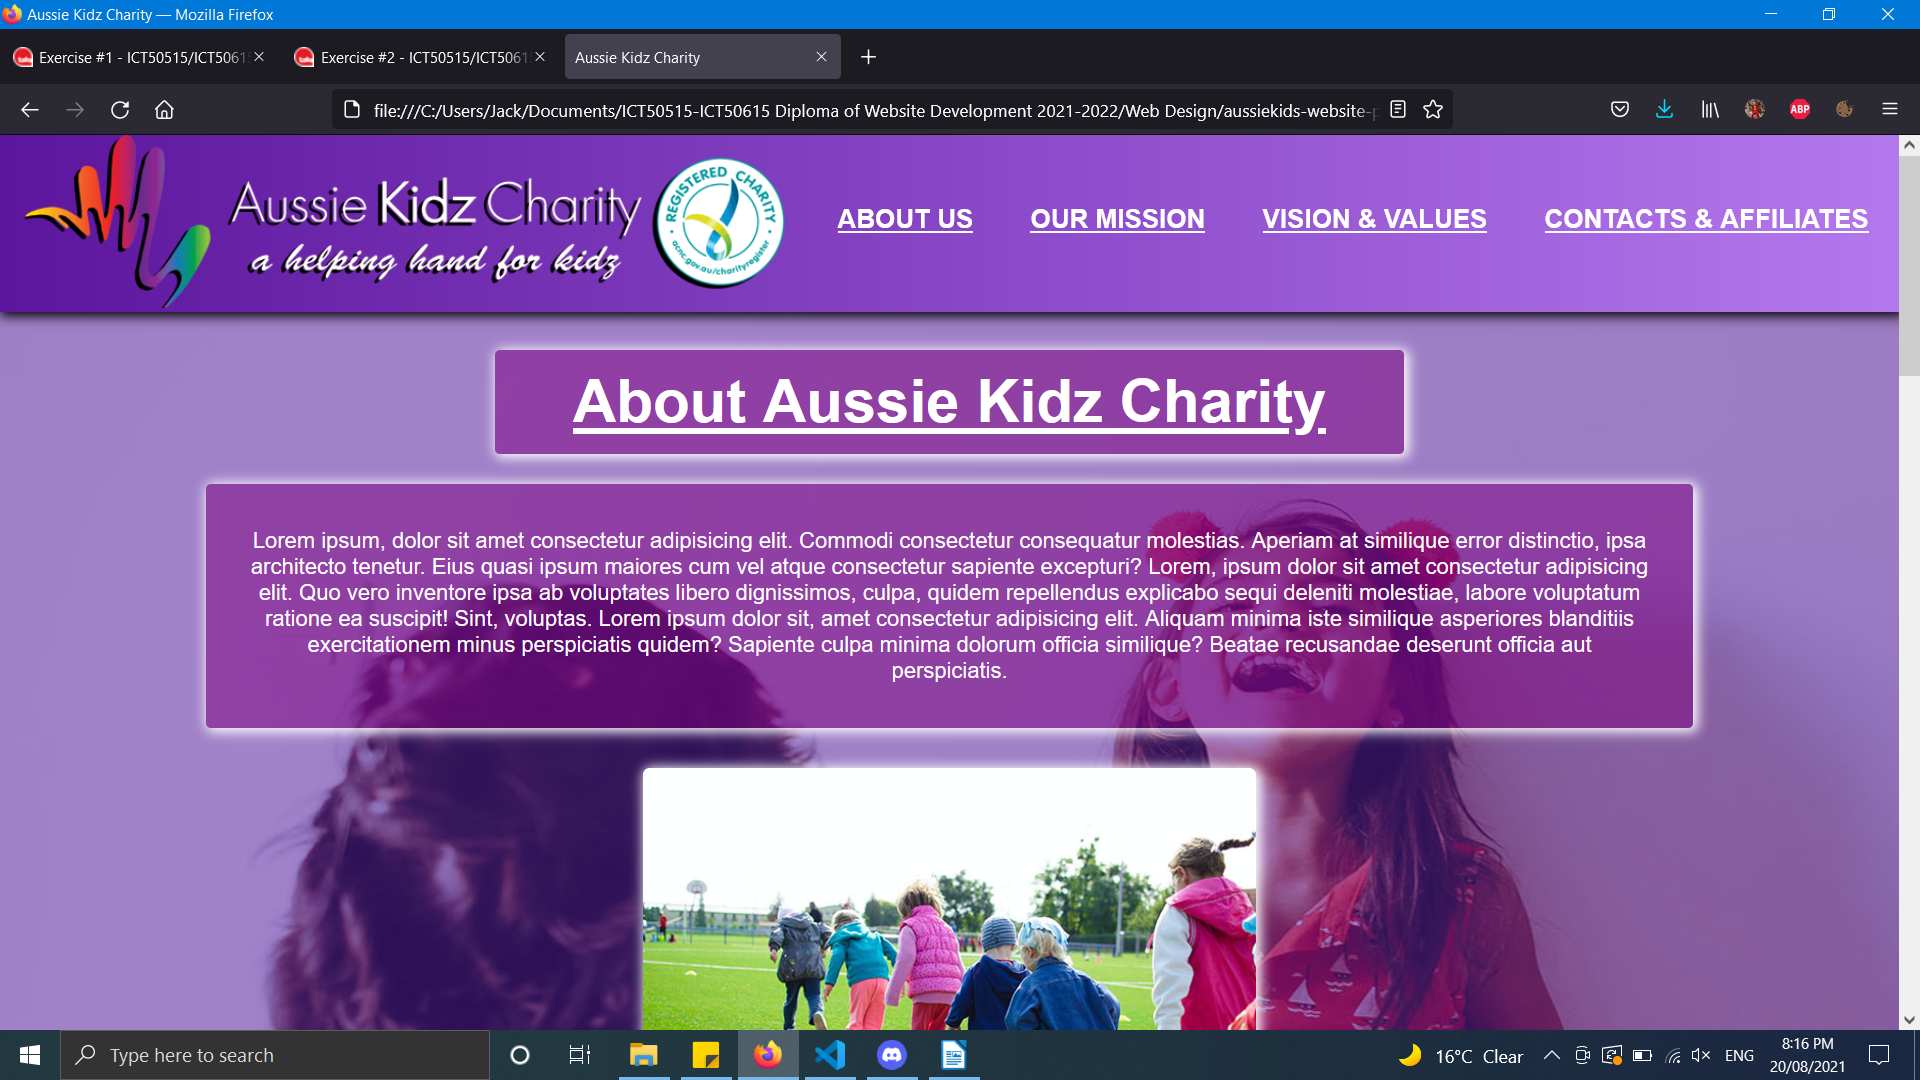 Aussie Kidz Charity — Mozilla Firefox
Exercise #1 - ICT50515/ICT5061
Exercise #2 - ICT50515/ICT5061
Aussie Kidz Charity
file:///C:/Users/Jack/Documents/ICT50515-ICT50615 Diploma of Website Development 2021-2022/Web Design/aussiekids-website-
ABP
Aussie Kidz Charity
a helping hand for kidz
REGISTERED CHARITY
acnc.gov.au/charityregister
ABOUT US
OUR MISSION
VISION & VALUES
CONTACTS & AFFILIATES
About Aussie Kidz Charity
Lorem ipsum, dolor sit amet consectetur adipisicing elit. Commodi consectetur consequatur molestias. Aperiam at similique error distinctio, ipsa
architecto tenetur. Eius quasi ipsum maiores cum vel atque consectetur sapiente excepturi? Lorem, ipsum dolor sit amet consectetur adipisicing
elit. Quo vero inventore ipsa ab voluptates libero dignissimos, culpa, quidem repellendus explicabo sequi deleniti molestiae, labore voluptatum
ratione ea suscipit! Sint, voluptas. Lorem ipsum dolor sit, amet consectetur adipisicing elit. Aliquam minima iste similique asperiores blanditiis
exercitationem minus perspiciatis quidem? Sapiente culpa minima dolorum officia similique? Beatae recusandae deserunt officia aut
perspiciatis.
Type here to search
16°C Clear
ENG
8:16 PM
20/08/2021